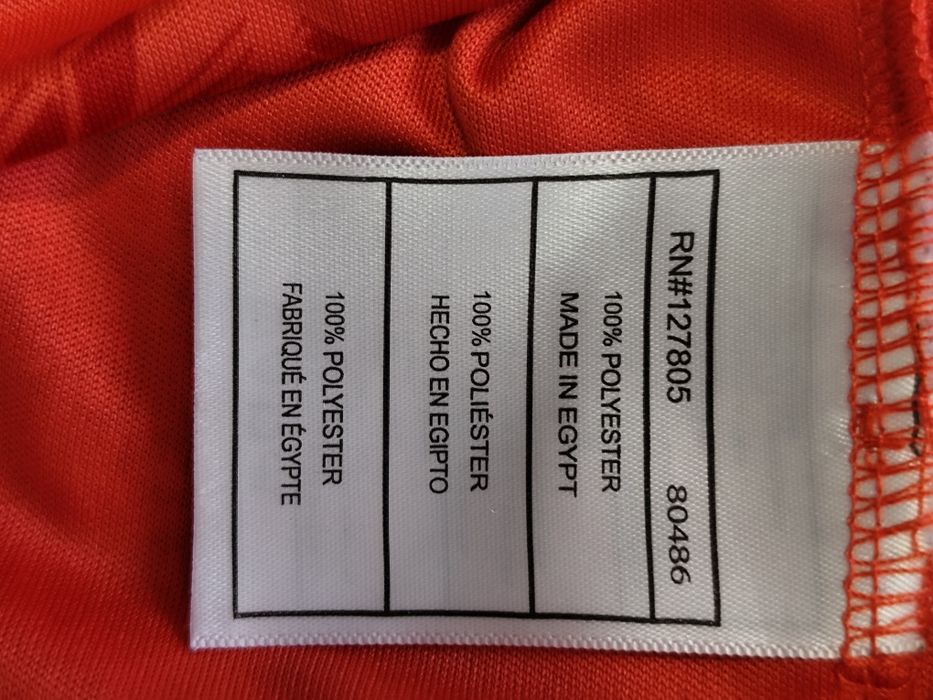 RN#127805 80486
100% POLYESTER
MADE IN EGYPT
100% POLIÉSTER
HECHO EN EGIPTO
100% POLYESTER
FABRIQUÉ EN ÉGYPTE